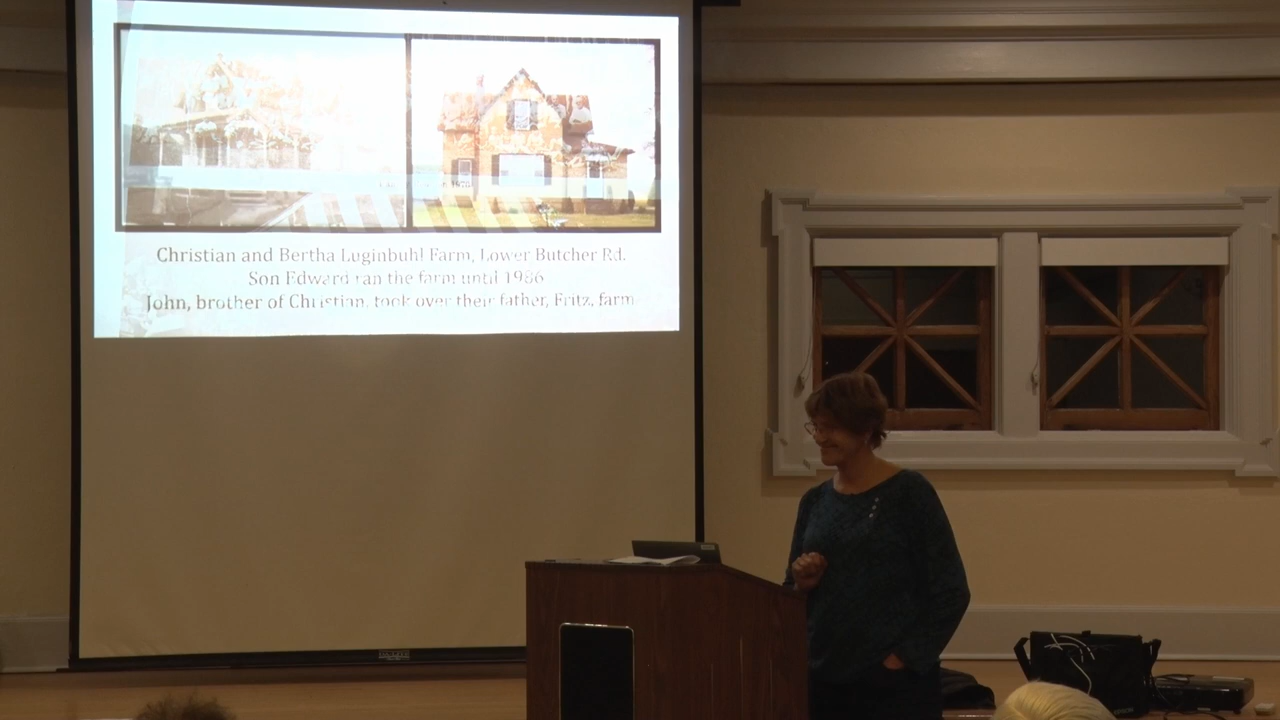 Christian and Bertha Luginbuhl Farm, Lower Butcher Rd.
Son Edward ran the farm until 1986
John, brother of Christian, took over their father, Fritz, farm